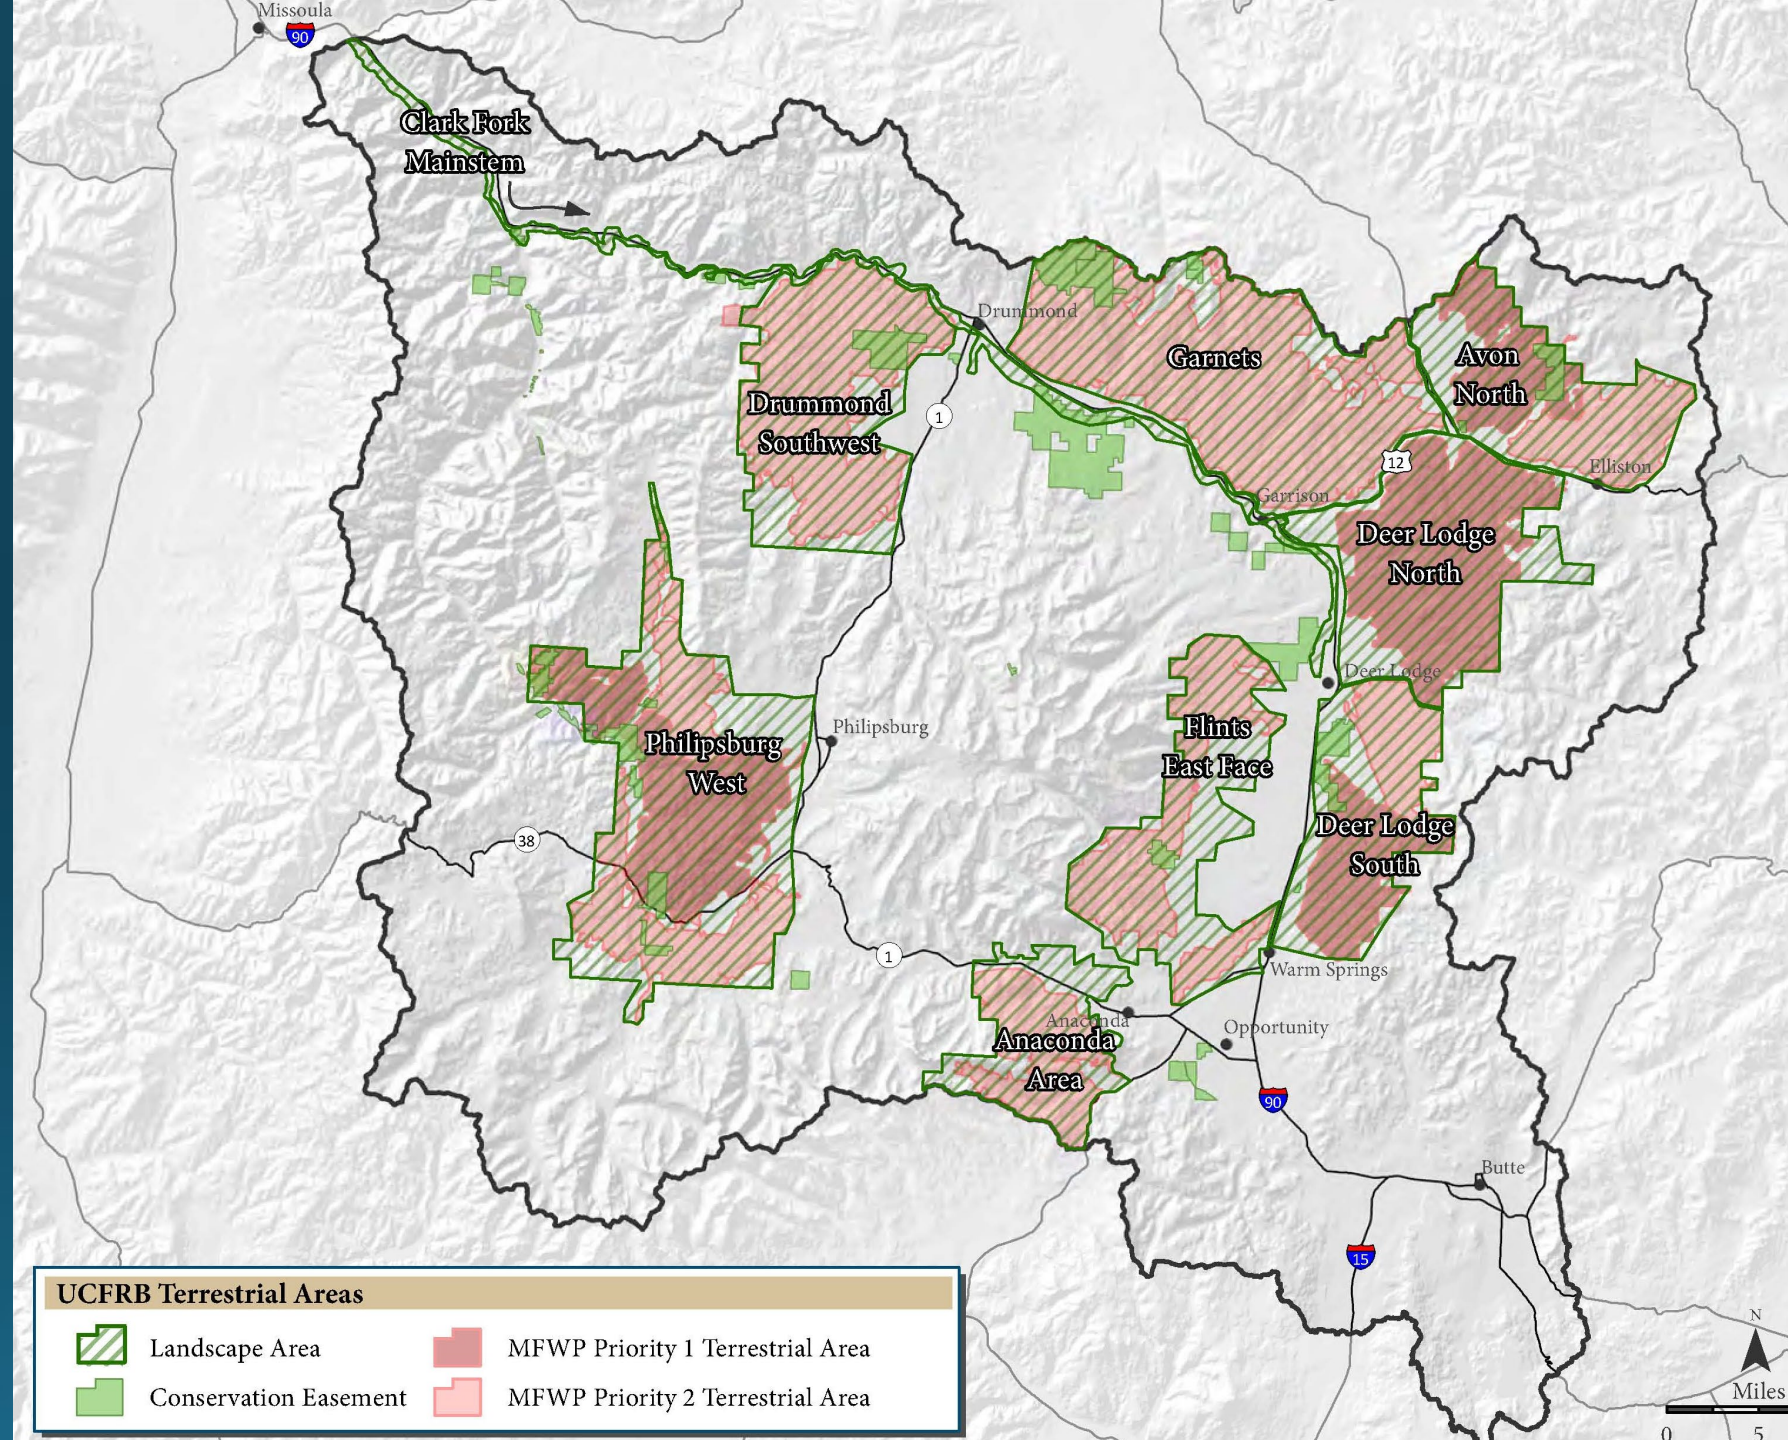 Missoula
90
Clark Fork
Mainstem
Drummond
Garnets
Avon
North
1
Drummond
Southwest
12
Elliston
Garrison
Deer Lodge
North
Deer Lodge
Philipsburg
Flints
East Face
Philipsburg
West
38
Deer Lodge
South
1
Warm Springs
Anaconda
Opportunity
Anaconda
Area
90
Butte
15
UCFRB Terrestrial Areas
Landscape Area
MFWP Priority 1 Terrestrial Area
Conservation Easement
MFWP Priority 2 Terrestrial Area
N
Miles
0 5